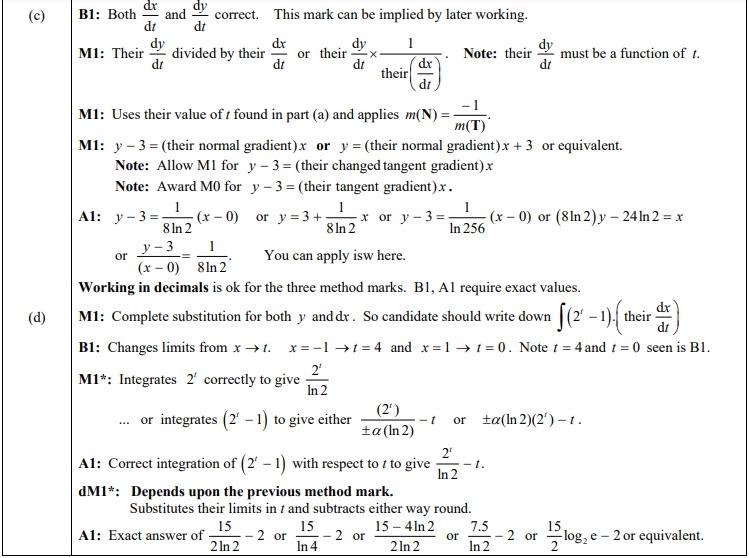 (c) B1: Both dx/dt and dy/dt correct. This mark can be implied by later working.
M1: Their dy/dt divided by their dx/dt or their dy/dt × 1/their(dx/dt). Note: their dy/dt must be a function of t.
M1: Uses their value of t found in part (a) and applies m(N) = −1/m(T).
M1: y − 3 = (their normal gradient)x or y = (their normal gradient)x + 3 or equivalent.
Note: Allow M1 for y − 3 = (their changed tangent gradient)x
Note: Award M0 for y − 3 = (their tangent gradient)x.
A1: y − 3 = 1/(8 ln 2) (x − 0) or y = 3 + 1/(8 ln 2) x or y − 3 = 1/(ln 256) (x − 0) or (8 ln 2) y − 24 ln 2 = x
or (y − 3)/(x − 0) = 1/(8 ln 2). You can apply isw here.
Working in decimals is ok for the three method marks. B1, A1 require exact values.
(d) M1: Complete substitution for both y and dx. So candidate should write down ∫(2^t − 1).(their dx/dt)
B1: Changes limits from x → t. x = −1 → t = 4 and x = 1 → t = 0. Note t = 4 and t = 0 seen is B1.
M1*: Integrates 2^t correctly to give 2^t/ln 2
... or integrates (2^t − 1) to give either (2^t)/(±α(ln 2)) − t or ±α(ln 2)(2^t) − t.
A1: Correct integration of (2^t − 1) with respect to t to give 2^t/ln 2 − t.
dM1*: Depends upon the previous method mark.
Substitutes their limits in t and subtracts either way round.
A1: Exact answer of 15/(2 ln 2) − 2 or 15/(ln 4) − 2 or (15 − 4 ln 2)/(2 ln 2) or 7.5/(ln 2) − 2 or 15/2 log₂ e − 2 or equivalent.